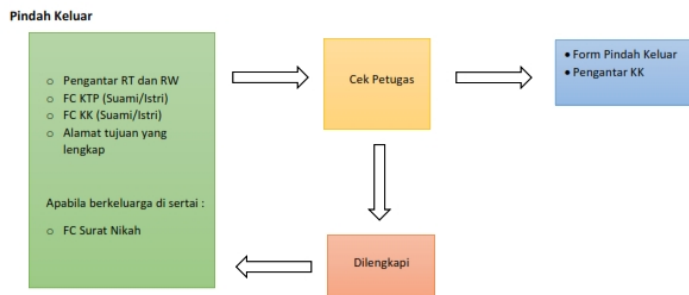 Pindah Keluar
○ Pengantar RT dan RW
○ FC KTP (Suami/Istri)
○ FC KK (Suami/Istri)
○ Alamat tujuan yang
lengkap
Apabila berkeluarga di sertai :
○ FC Surat Nikah
Cek Petugas
• Form Pindah Keluar
• Pengantar KK
Dilengkapi